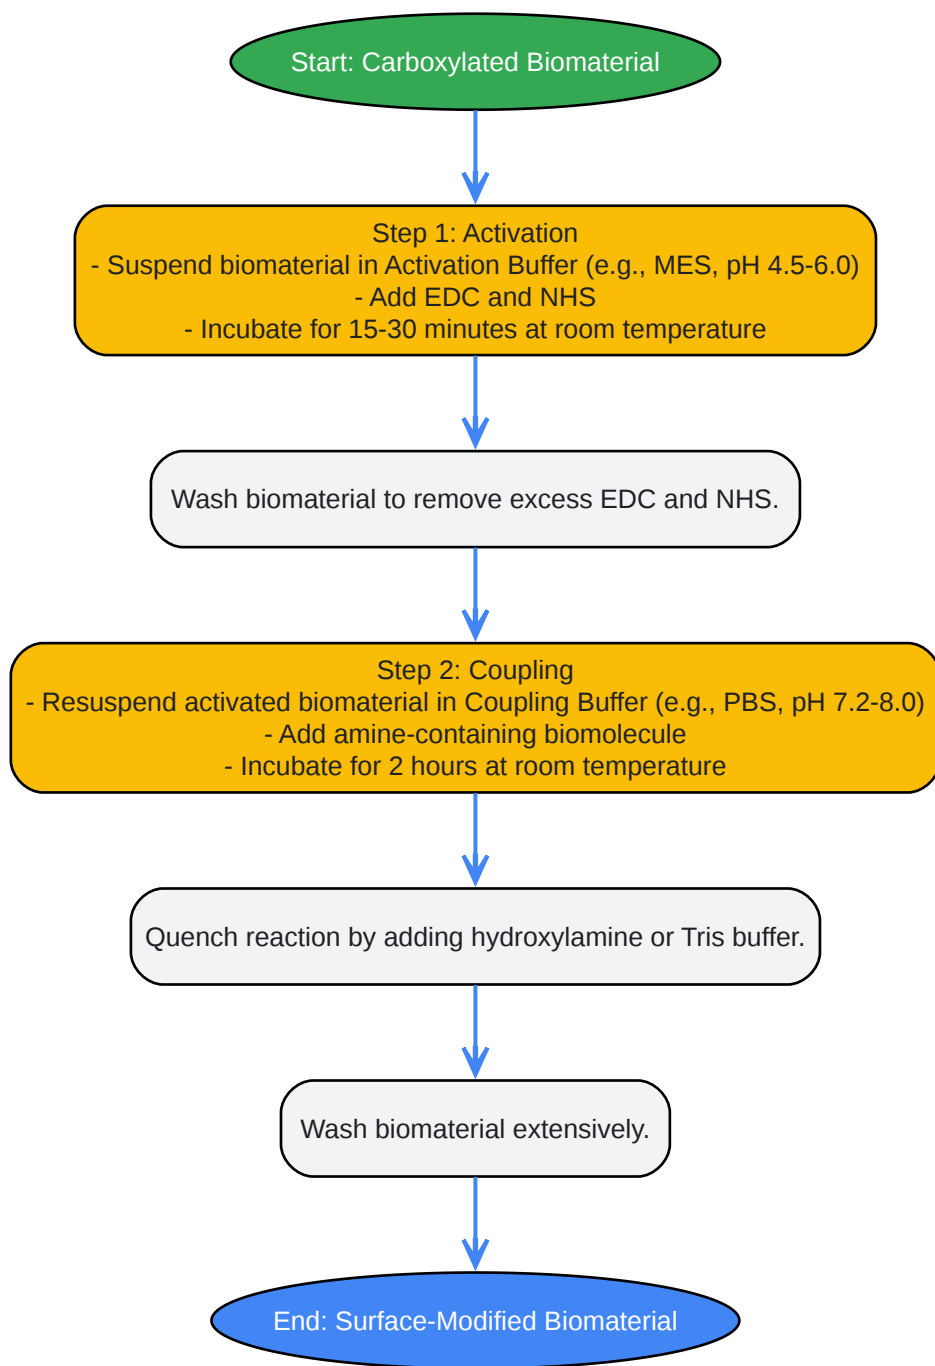 Start: Carboxylated Biomaterial
Step 1: Activation
- Suspend biomaterial in Activation Buffer (e.g., MES, pH 4.5-6.0)
- Add EDC and NHS
- Incubate for 15-30 minutes at room temperature
Wash biomaterial to remove excess EDC and NHS.
Step 2: Coupling
- Resuspend activated biomaterial in Coupling Buffer (e.g., PBS, pH 7.2-8.0)
- Add amine-containing biomolecule
- Incubate for 2 hours at room temperature
Quench reaction by adding hydroxylamine or Tris buffer.
Wash biomaterial extensively.
End: Surface-Modified Biomaterial